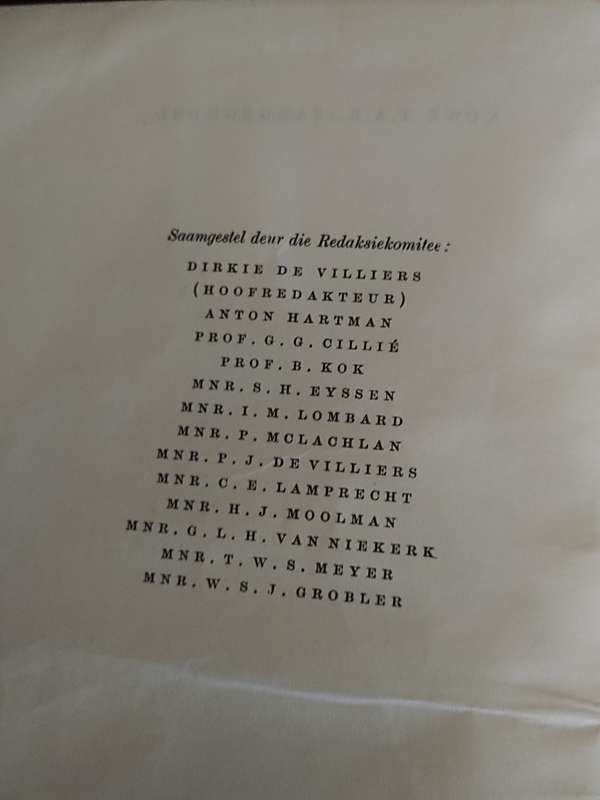 Saamgestel deur die Redaksiekomitee:
DIRKIE DE VILLIERS
(HOOFREDAKTEUR)
ANTON HARTMAN
PROF. G. G. CILLIÉ
PROF. B. KOK
MNR. S. H. EYSSEN
MNR. I. M. LOMBARD
MNR. P. MCLACHLAN
MNR. P. J. DE VILLIERS
MNR. C. E. LAMPRECHT
MNR. H. J. MOOLMAN
MNR. G. L. H. VAN NIEKERK
MNR. T. W. S. MEYER
MNR. W. S. J. GROBLER